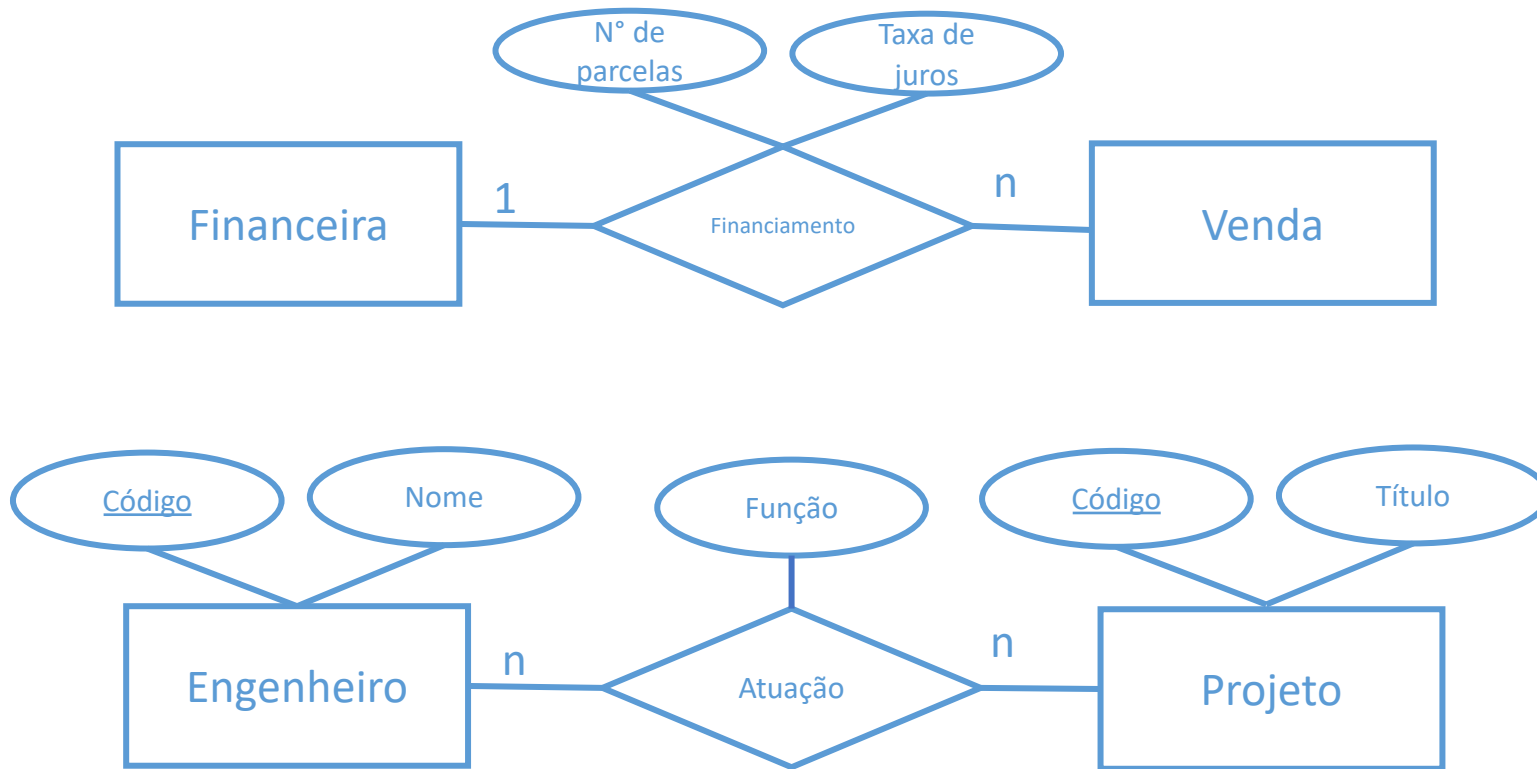 N° de
parcelas
Taxa de
juros
Financeira
1
Financiamento
n
Venda
Código
Nome
Função
Código
Título
Engenheiro
n
Atuação
n
Projeto